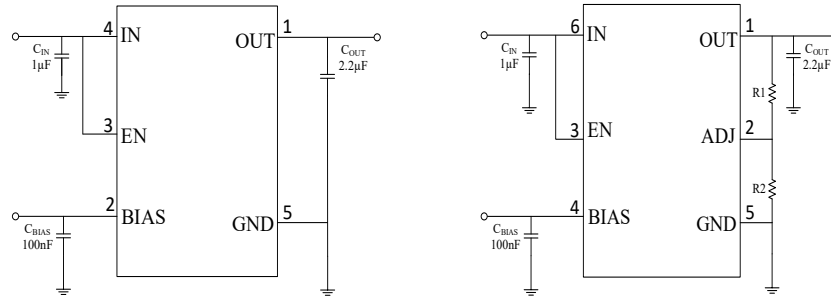 4
IN
1
OUT
C_IN
1µF
C_OUT
2.2µF
3
EN
2
BIAS
5
GND
C_BIAS
100nF
6
IN
1
OUT
C_IN
1µF
C_OUT
2.2µF
R1
3
EN
2
ADJ
R2
4
BIAS
5
GND
C_BIAS
100nF